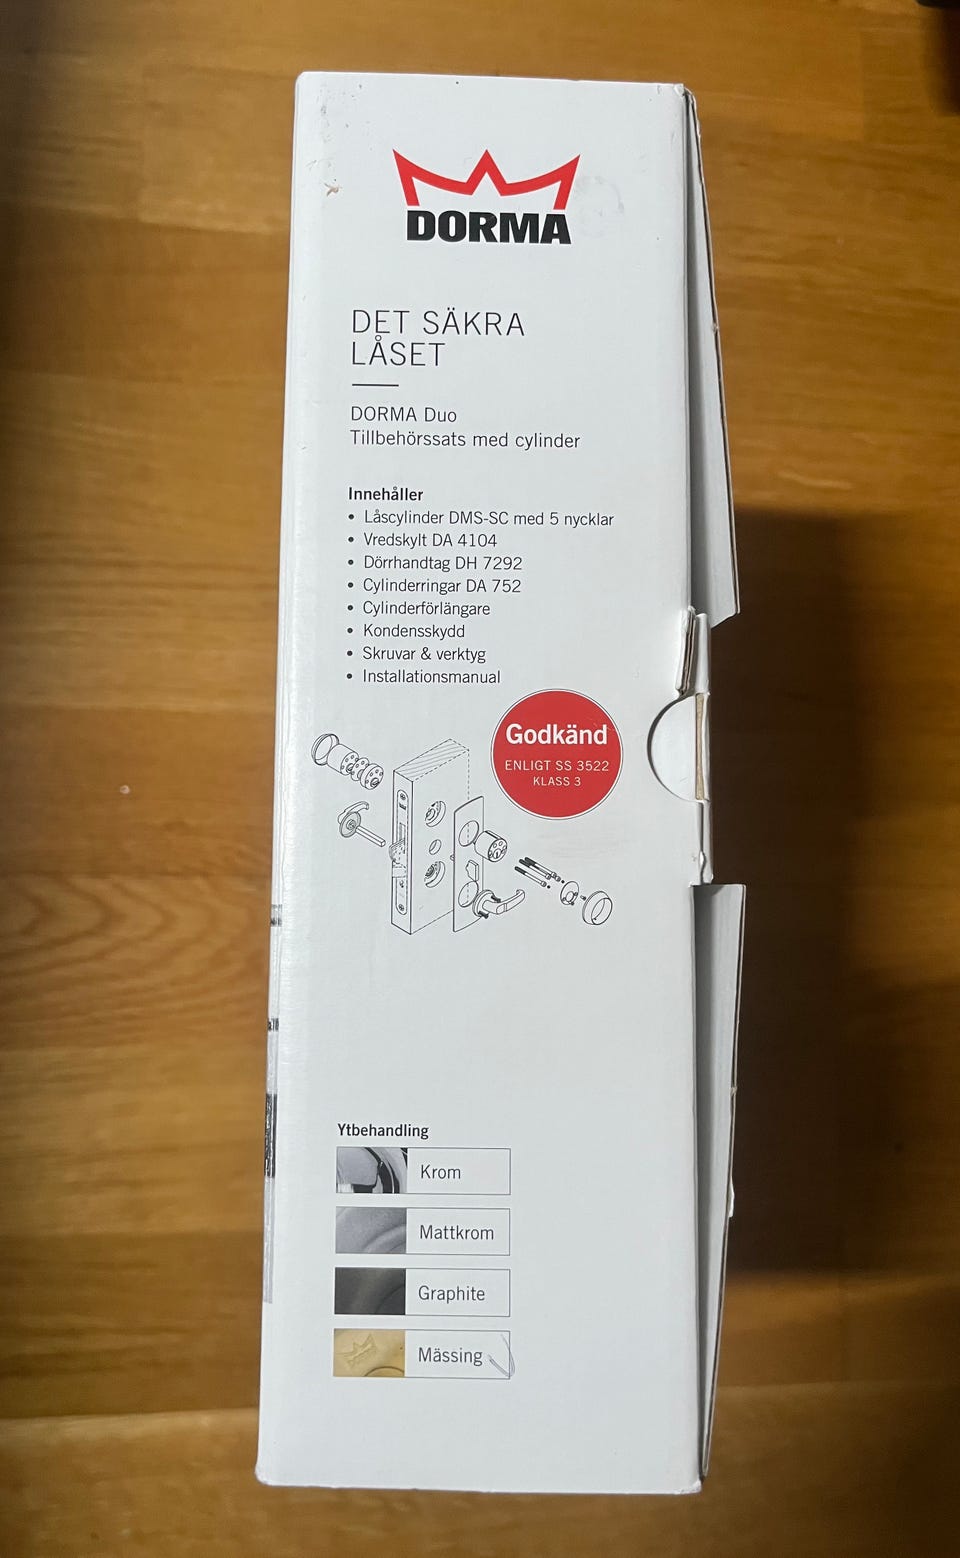 DORMA
DET SÄKRA
LÅSET
DORMA Duo
Tillbehörssats med cylinder
Innehåller
• Låscylinder DMS-SC med 5 nycklar
• Vredskylt DA 4104
• Dörrhandtag DH 7292
• Cylinderringar DA 752
• Cylinderförlängare
• Kondensskydd
• Skruvar & verktyg
• Installationsmanual
Godkänd
ENLIGT SS 3522
KLASS 3
Ytbehandling
Krom
Mattkrom
Graphite
Mässing